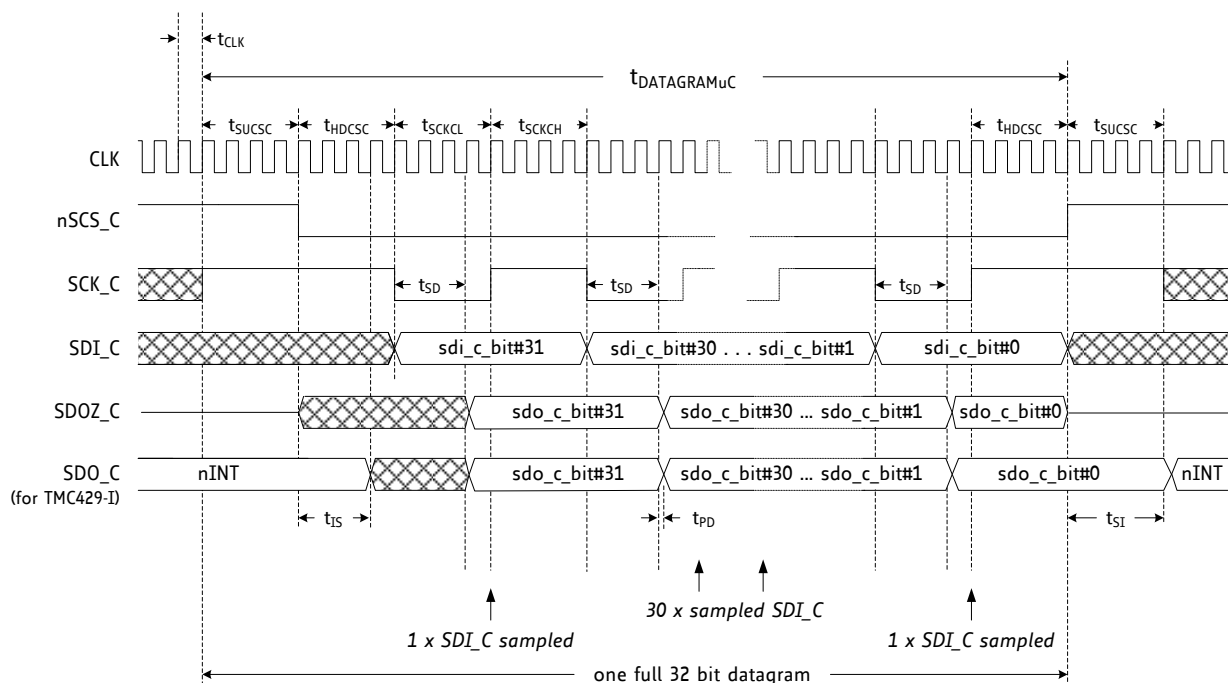 tCLK
tDATAGRAMuC
tSUCSC tHDCSC tSCKCL tSCKCH tHDCSC tSUCSC
CLK
nSCS_C
SCK_C tSD tSD tSD
SDI_C sdi_c_bit#31 sdi_c_bit#30 . . . sdi_c_bit#1 sdi_c_bit#0
SDOZ_C sdo_c_bit#31 sdo_c_bit#30 ... sdo_c_bit#1 sdo_c_bit#0
SDO_C nINT sdo_c_bit#31 sdo_c_bit#30 ... sdo_c_bit#1 sdo_c_bit#0 nINT
(for TMC429-I)
tIS tPD tSI
30 x sampled SDI_C
1 x SDI_C sampled 1 x SDI_C sampled
one full 32 bit datagram